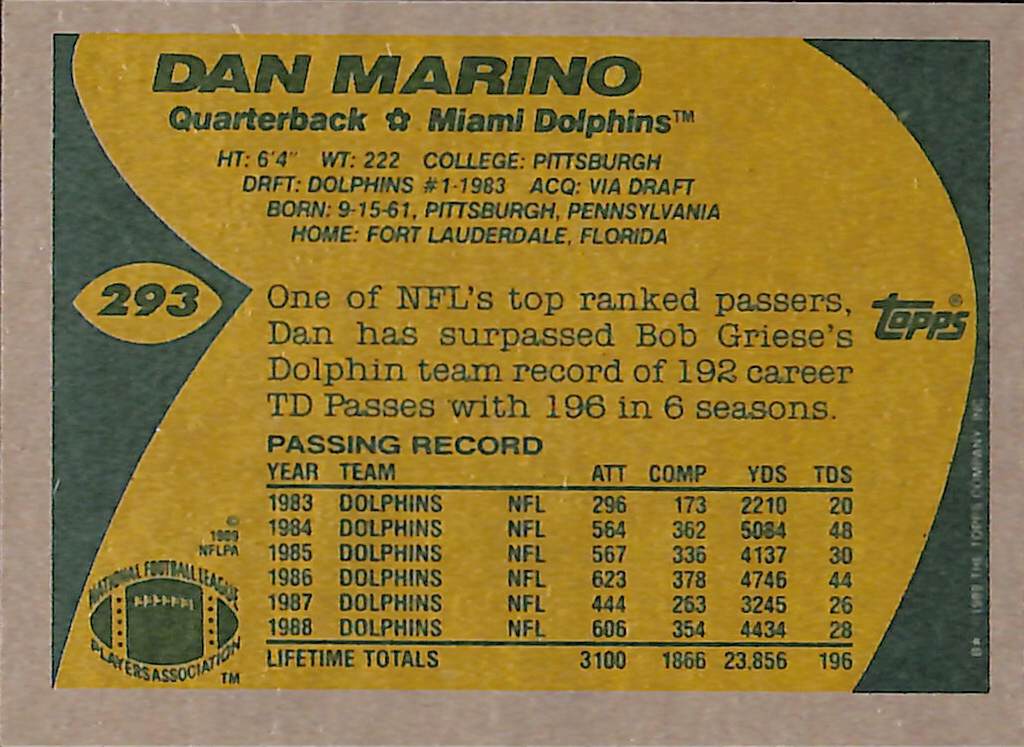 DAN MARINO
Quarterback ✩ Miami Dolphins™
HT: 6'4" WT: 222 COLLEGE: PITTSBURGH
DRFT: DOLPHINS #1-1983 ACQ: VIA DRAFT
BORN: 9-15-61, PITTSBURGH, PENNSYLVANIA
HOME: FORT LAUDERDALE, FLORIDA
293
One of NFL's top ranked passers,
Dan has surpassed Bob Griese's
Dolphin team record of 192 career
TD Passes with 196 in 6 seasons.
topps®
PASSING RECORD
YEAR TEAM ATT COMP YDS TDS
1983 DOLPHINS NFL 296 173 2210 20
1984 DOLPHINS NFL 564 362 5084 48
1985 DOLPHINS NFL 567 336 4137 30
1986 DOLPHINS NFL 623 378 4746 44
1987 DOLPHINS NFL 444 263 3245 26
1988 DOLPHINS NFL 606 354 4434 28
LIFETIME TOTALS 3100 1866 23.856 196
©
1989
NFLPA
NATIONAL FOOTBALL LEAGUE
PLAYERS ASSOCIATION
TM
B* 1989 THE TOPPS COMPANY, INC.